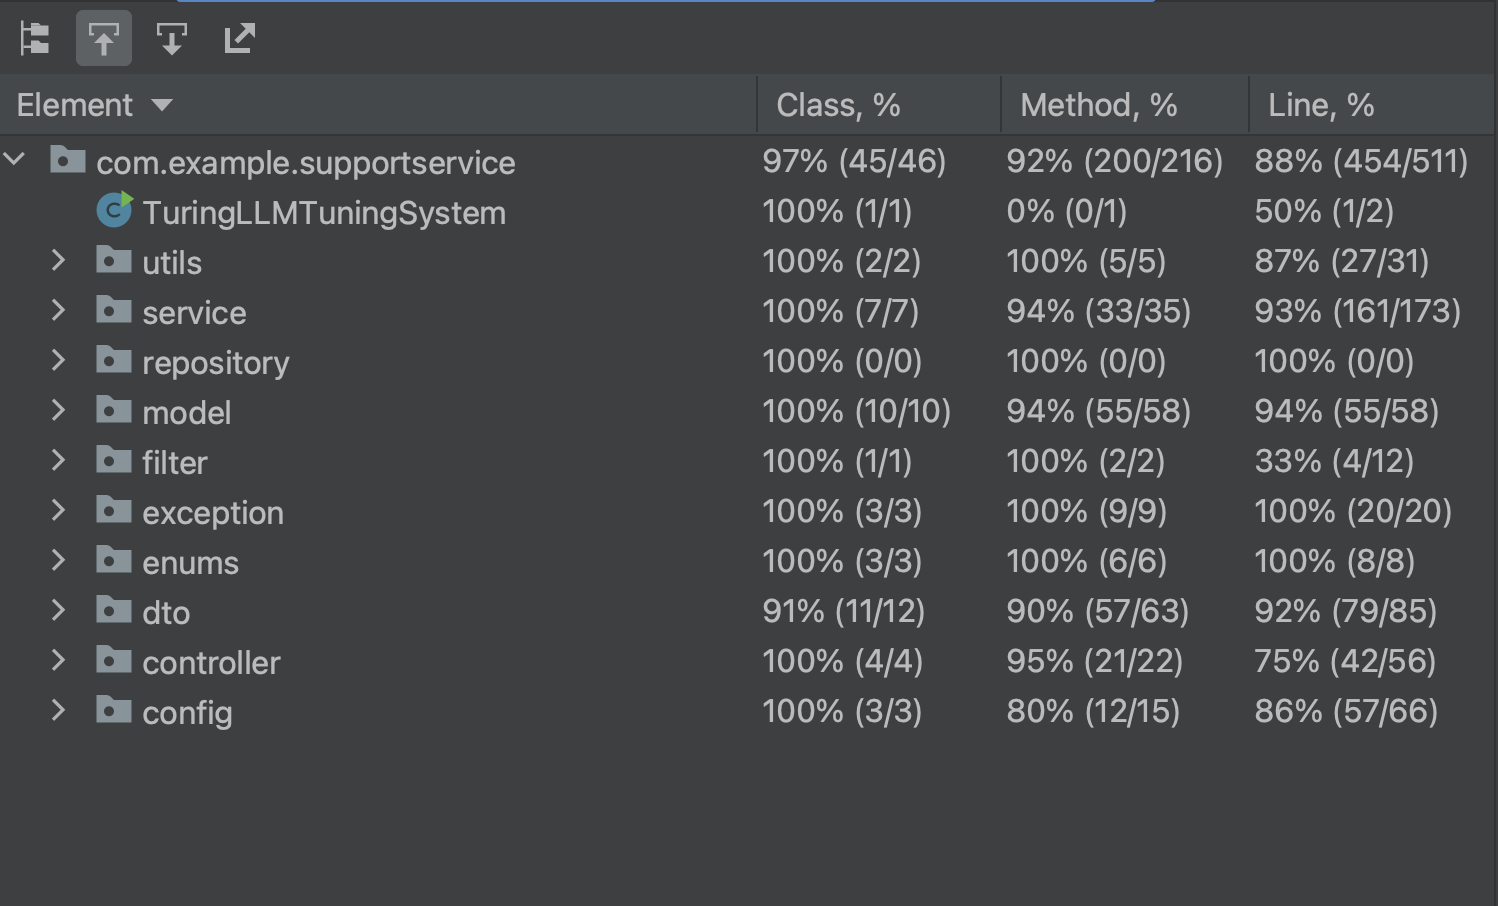 Element Class, % Method, % Line, %
com.example.supportservice 97% (45/46) 92% (200/216) 88% (454/511)
TuringLLMTuningSystem 100% (1/1) 0% (0/1) 50% (1/2)
utils 100% (2/2) 100% (5/5) 87% (27/31)
service 100% (7/7) 94% (33/35) 93% (161/173)
repository 100% (0/0) 100% (0/0) 100% (0/0)
model 100% (10/10) 94% (55/58) 94% (55/58)
filter 100% (1/1) 100% (2/2) 33% (4/12)
exception 100% (3/3) 100% (9/9) 100% (20/20)
enums 100% (3/3) 100% (6/6) 100% (8/8)
dto 91% (11/12) 90% (57/63) 92% (79/85)
controller 100% (4/4) 95% (21/22) 75% (42/56)
config 100% (3/3) 80% (12/15) 86% (57/66)